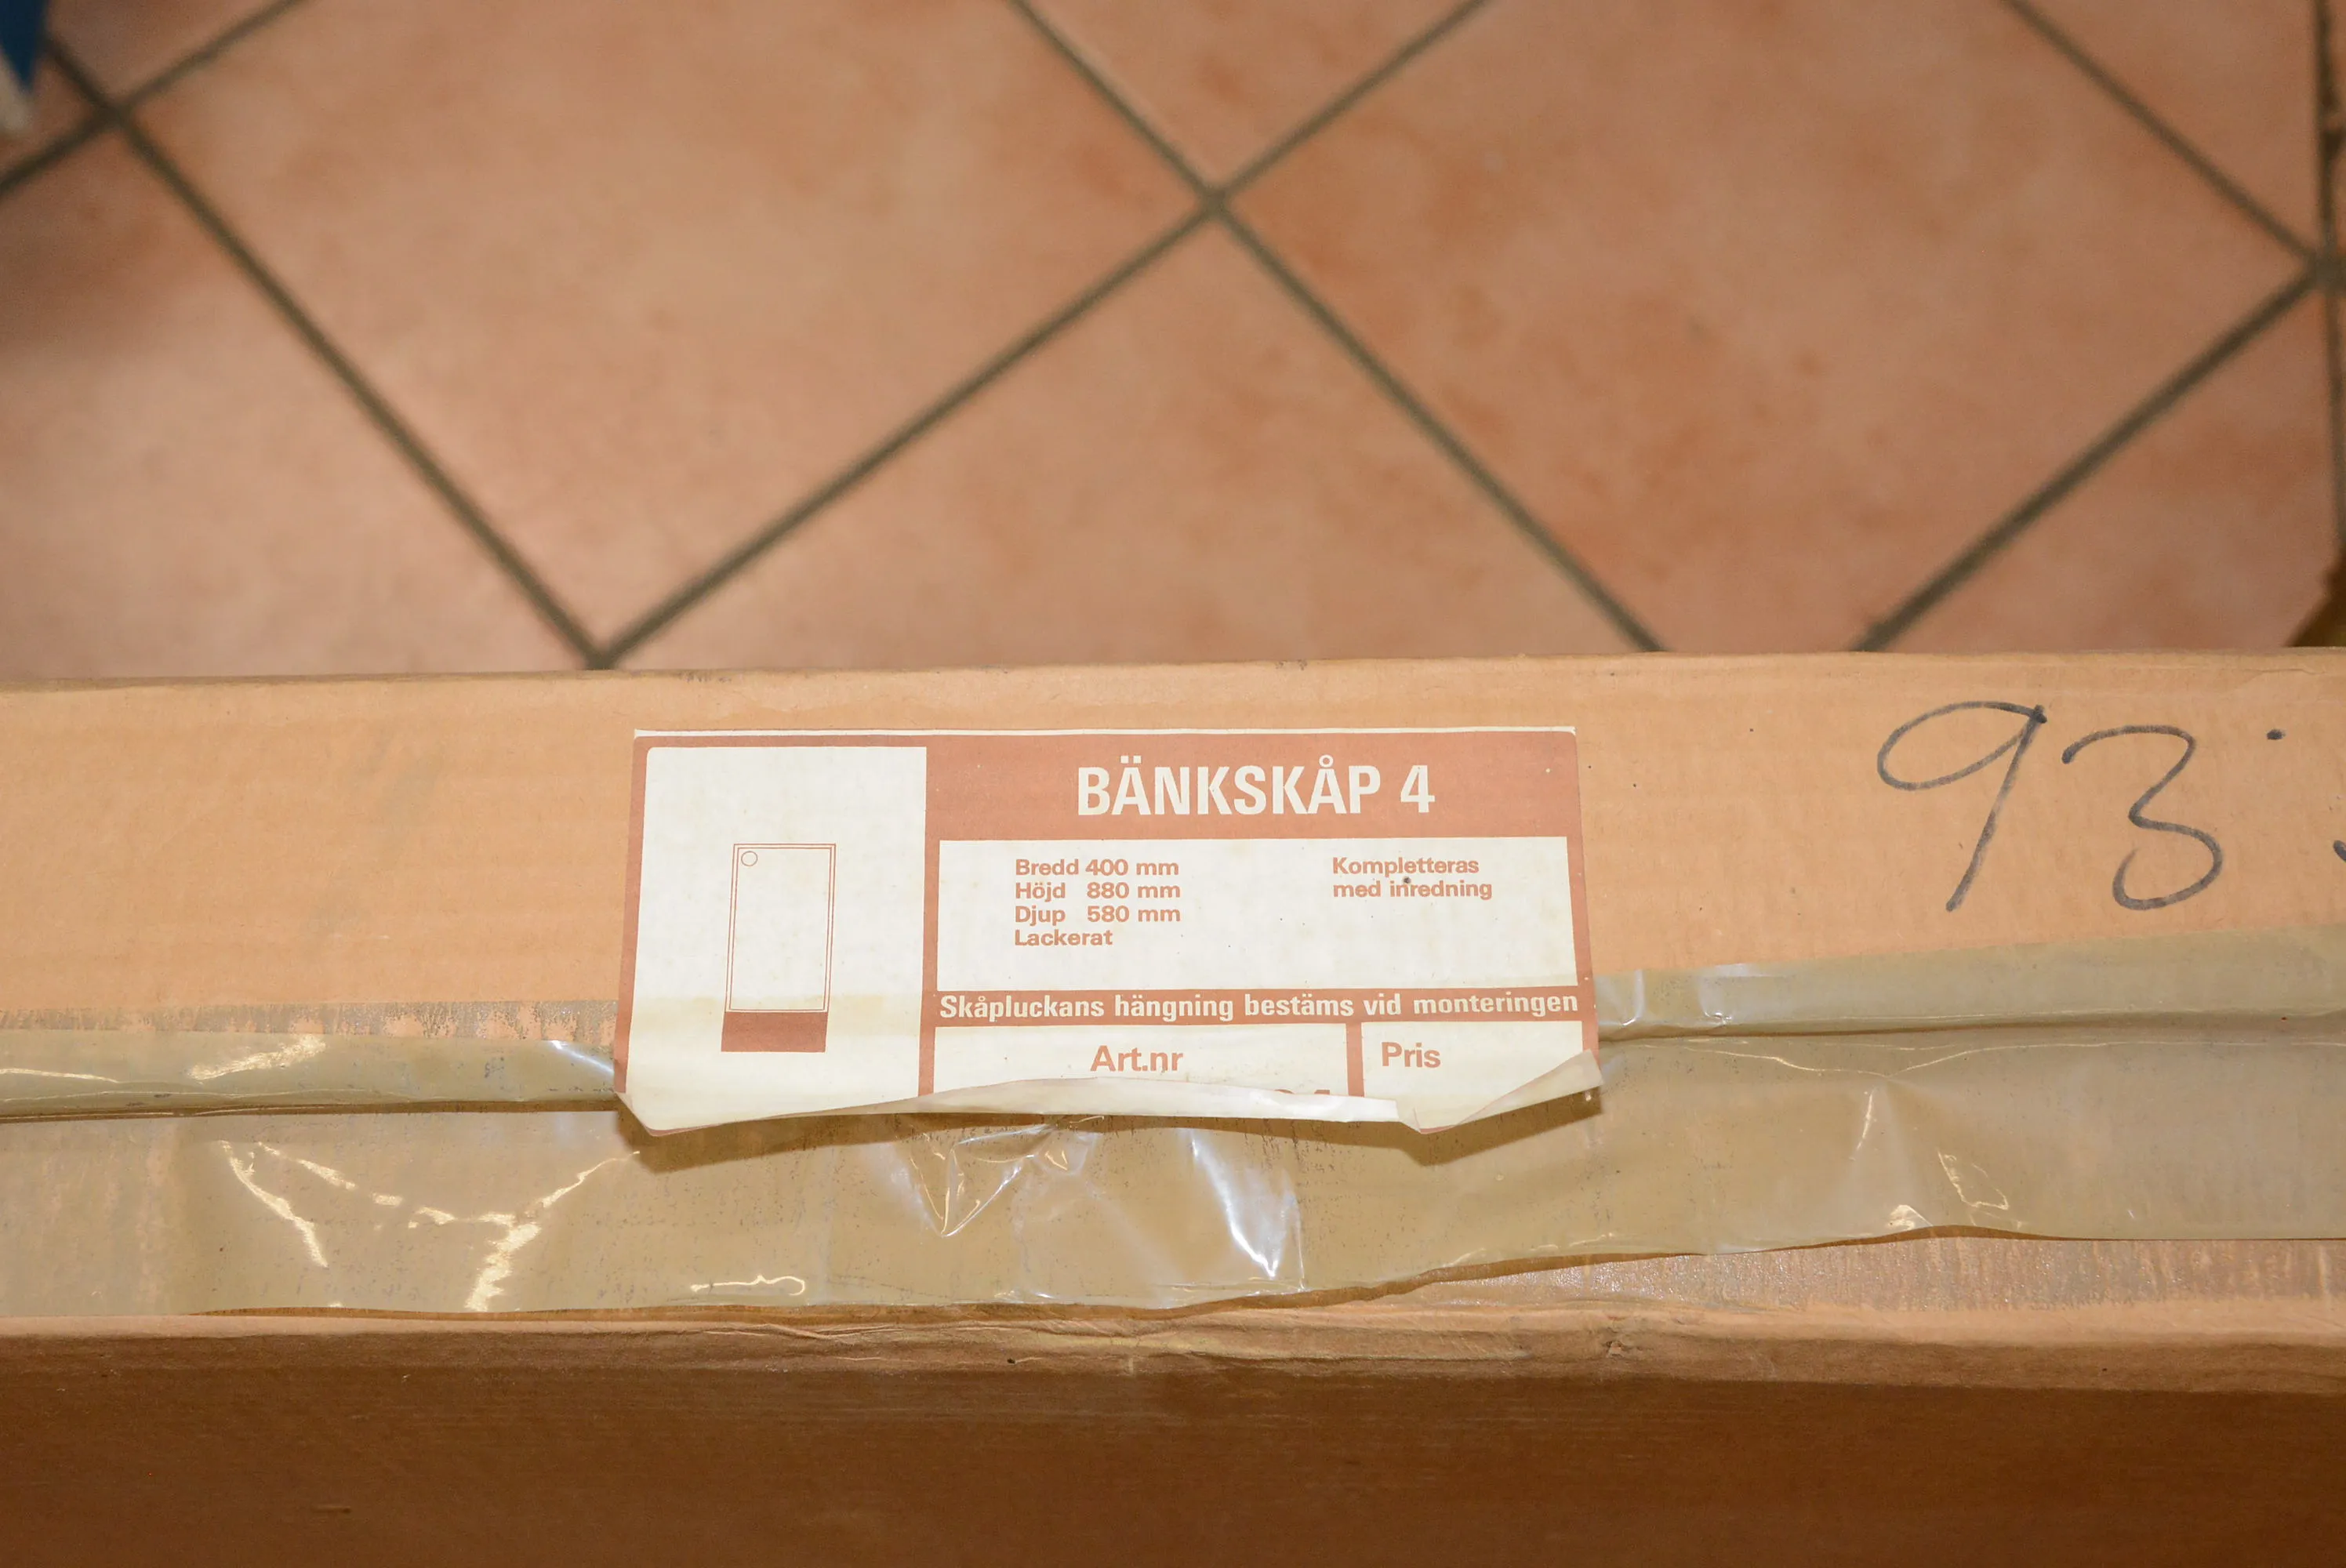 BÄNKSKÅP 4
Bredd 400 mm
Höjd 880 mm
Djup 580 mm
Lackerat
Kompletteras
med inredning
Skåpluckans hängning bestäms vid monteringen
Art.nr
Pris
93